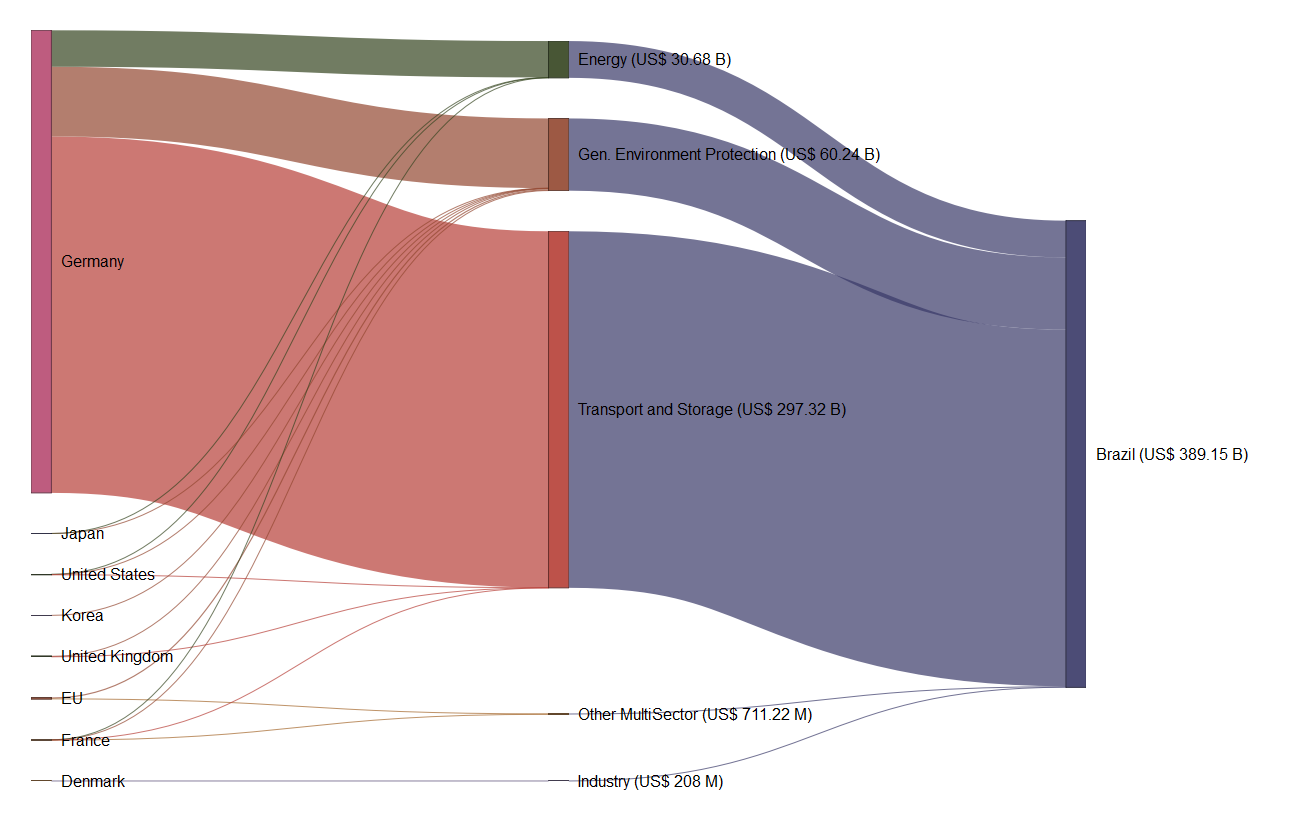 Energy (US$ 30.68 B)
Gen. Environment Protection (US$ 60.24 B)
Germany
Transport and Storage (US$ 297.32 B)
Brazil (US$ 389.15 B)
Japan
United States
Korea
United Kingdom
EU
Other MultiSector (US$ 711.22 M)
France
Denmark
Industry (US$ 208 M)